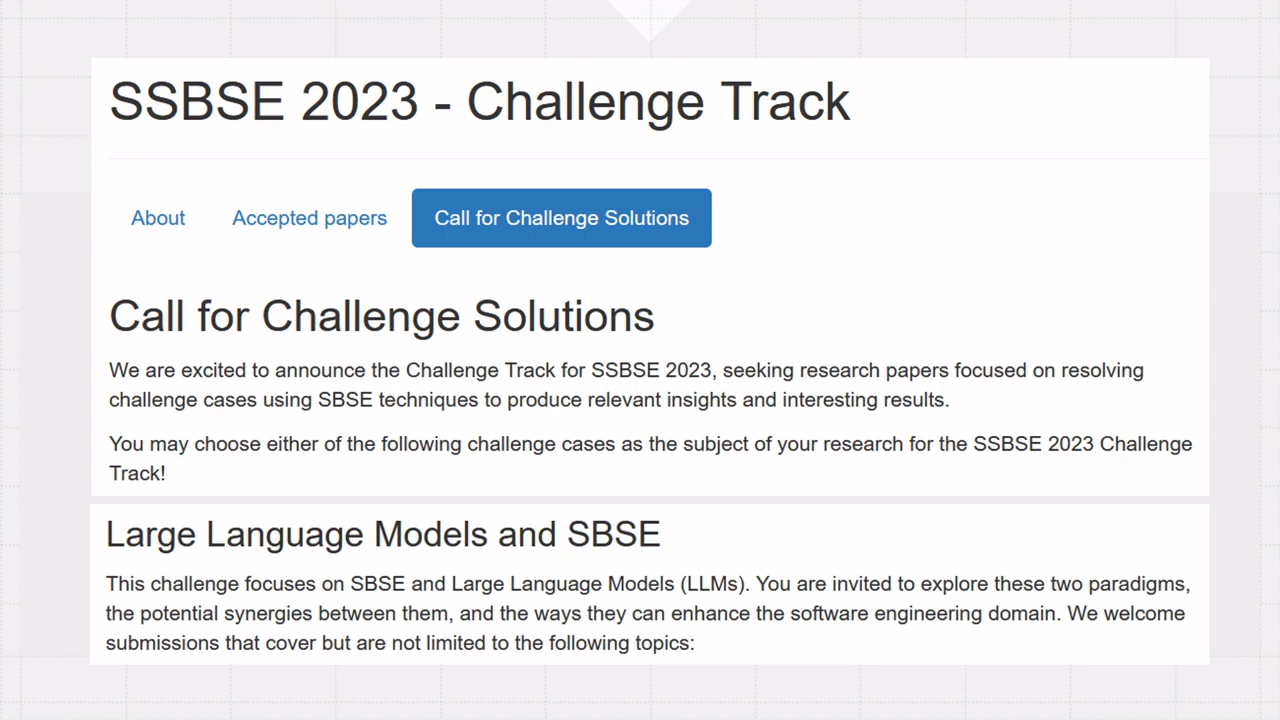 SSBSE 2023 - Challenge Track
About Accepted papers Call for Challenge Solutions
Call for Challenge Solutions
We are excited to announce the Challenge Track for SSBSE 2023, seeking research papers focused on resolving
challenge cases using SBSE techniques to produce relevant insights and interesting results.
You may choose either of the following challenge cases as the subject of your research for the SSBSE 2023 Challenge
Track!
Large Language Models and SBSE
This challenge focuses on SBSE and Large Language Models (LLMs). You are invited to explore these two paradigms,
the potential synergies between them, and the ways they can enhance the software engineering domain. We welcome
submissions that cover but are not limited to the following topics: